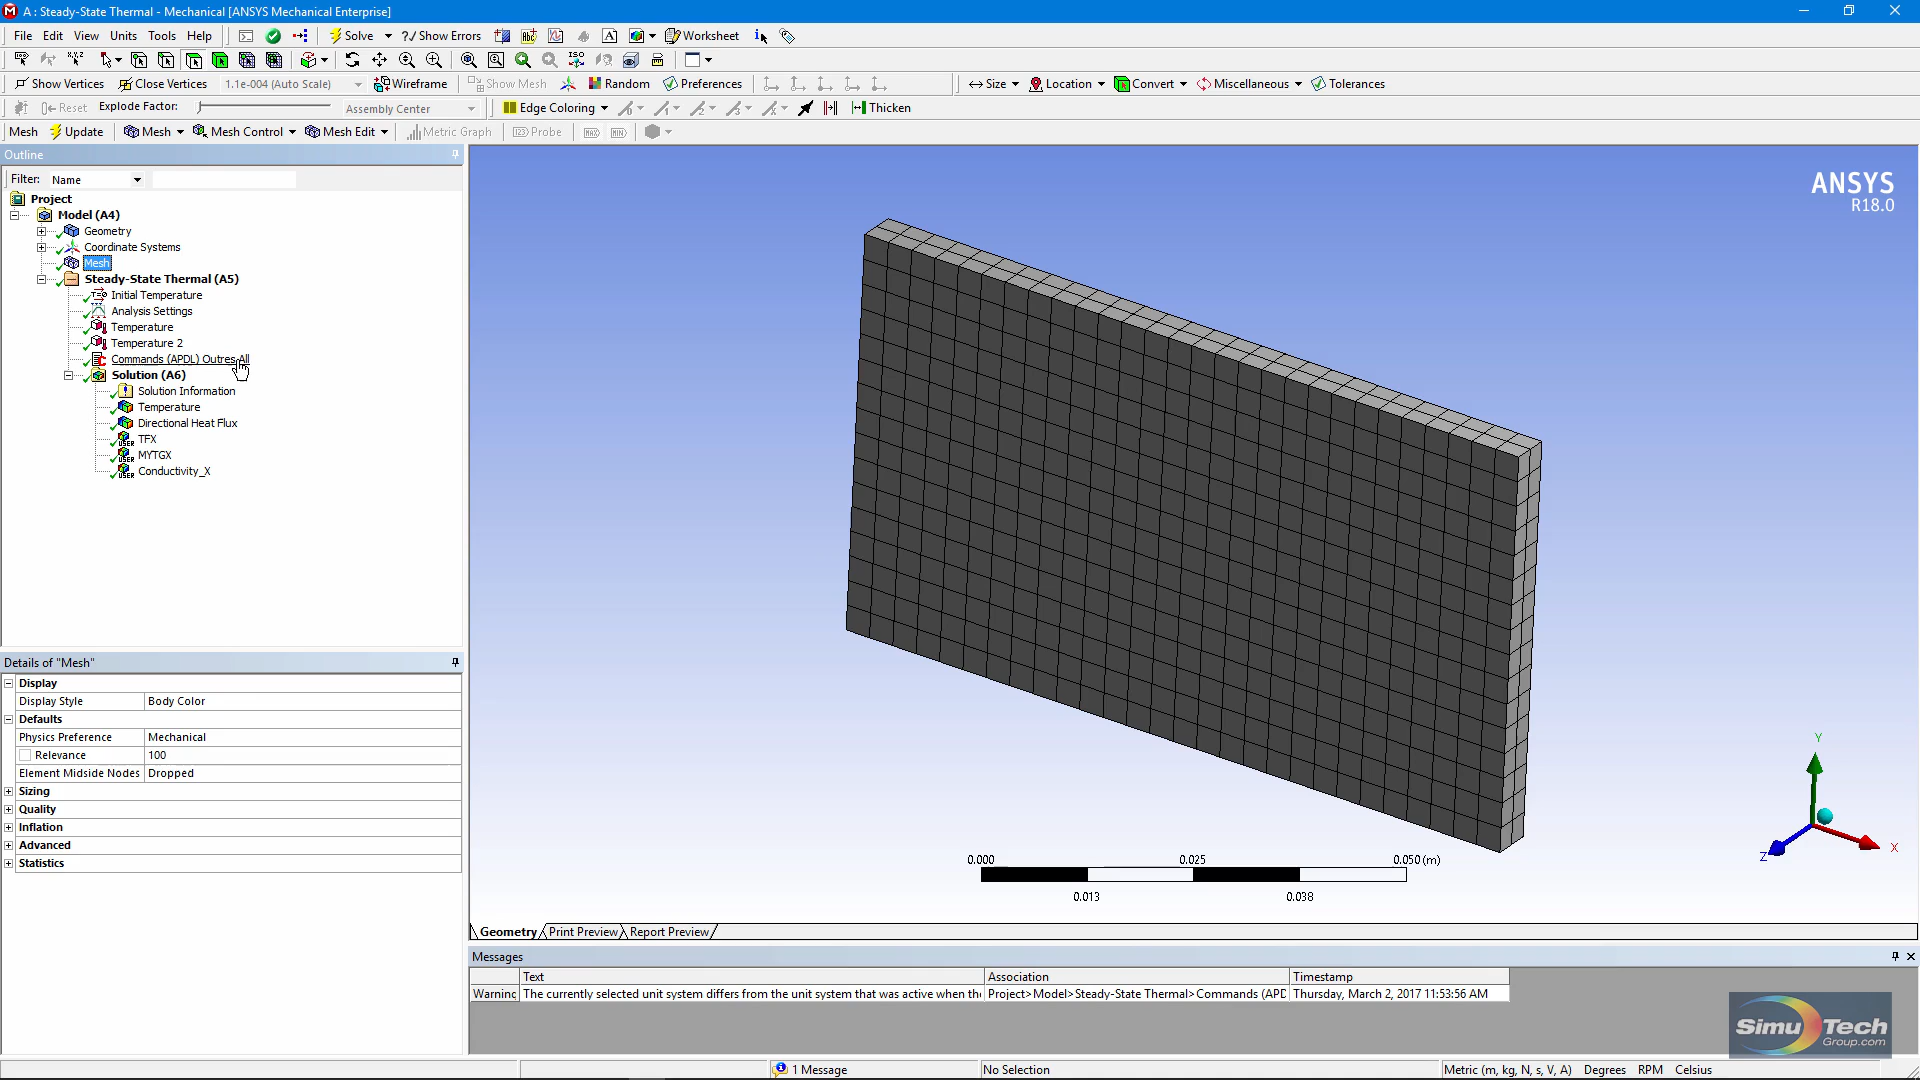 A : Steady-State Thermal - Mechanical [ANSYS Mechanical Enterprise]
File Edit View Units Tools Help Solve ?/ Show Errors Worksheet
Show Vertices Close Vertices 1.1e-004 (Auto Scale) Wireframe Show Mesh Random Preferences Size Location Convert Miscellaneous Tolerances
Reset Explode Factor: Assembly Center Edge Coloring Thicken
Mesh Update Mesh Mesh Control Mesh Edit Metric Graph Probe MAX MIN
Outline
Filter: Name
Project
Model (A4)
Geometry
Coordinate Systems
Mesh
Steady-State Thermal (A5)
Initial Temperature
Analysis Settings
Temperature
Temperature 2
Commands (APDL) Outres All
Solution (A6)
Solution Information
Temperature
Directional Heat Flux
TFX
MYTGX
Conductivity_X
Details of "Mesh"
Display
Display Style Body Color
Defaults
Physics Preference Mechanical
Relevance 100
Element Midside Nodes Dropped
Sizing
Quality
Inflation
Advanced
Statistics
ANSYS
R18.0
0.000 0.025 0.050 (m)
0.013 0.038
Y
X
Z
Geometry Print Preview Report Preview
Messages
Text Association Timestamp
Warning The currently selected unit system differs from the unit system that was active when the Project>Model>Steady-State Thermal>Commands (APD Thursday, March 2, 2017 11:53:56 AM
SimuTech
Group.com
1 Message No Selection Metric (m, kg, N, s, V, A) Degrees RPM Celsius